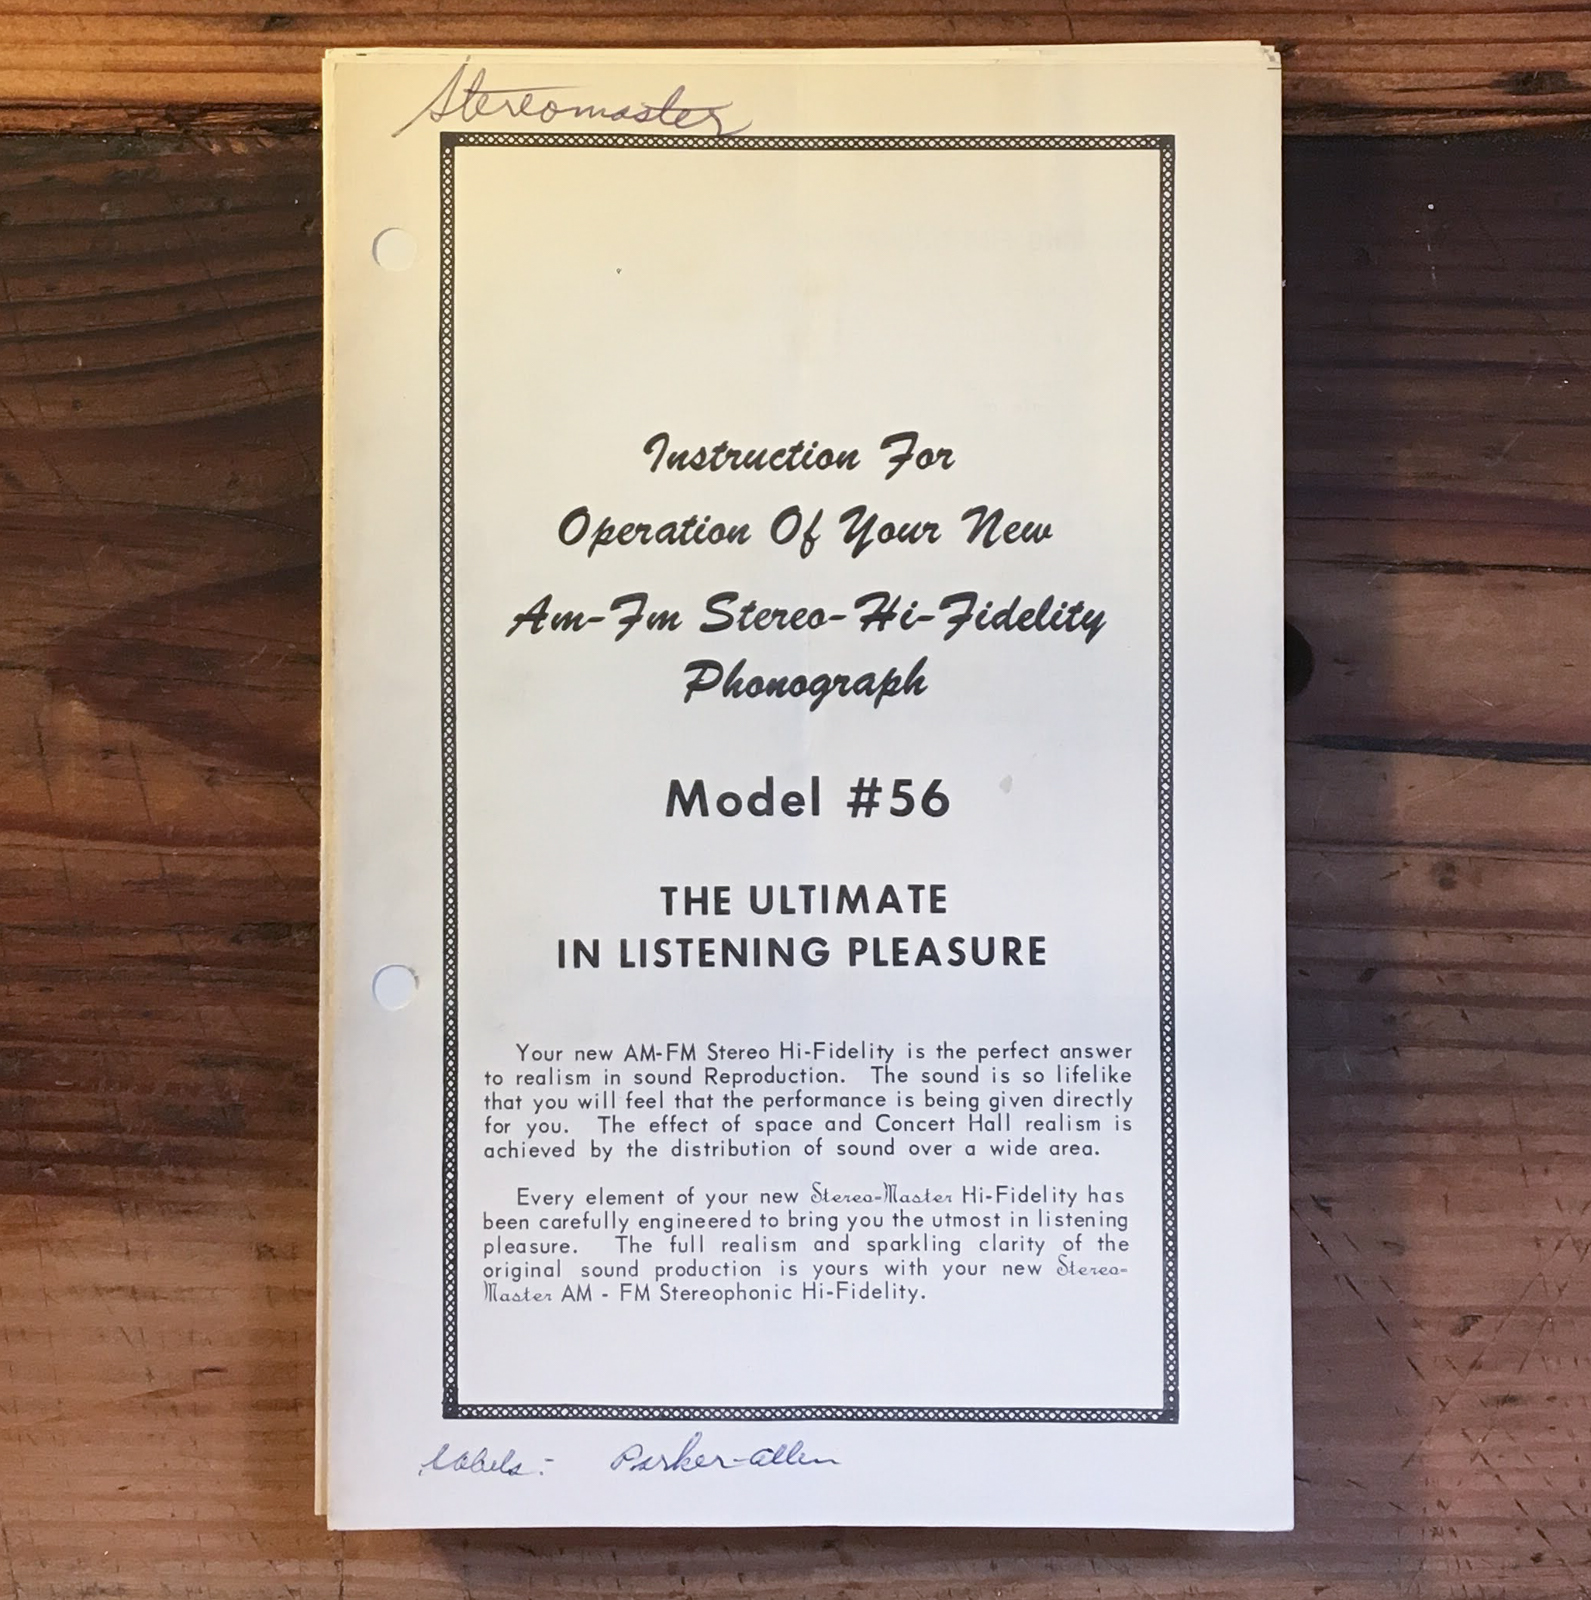 Stereomaster
Instruction For
Operation Of Your New
Am-Fm Stereo-Hi-Fidelity
Phonograph
Model #56
THE ULTIMATE
IN LISTENING PLEASURE
Your new AM-FM Stereo Hi-Fidelity is the perfect answer
to realism in sound Reproduction. The sound is so lifelike
that you will feel that the performance is being given directly
for you. The effect of space and Concert Hall realism is
achieved by the distribution of sound over a wide area.
Every element of your new Stereo-Master Hi-Fidelity has
been carefully engineered to bring you the utmost in listening
pleasure. The full realism and sparkling clarity of the
original sound production is yours with your new Stereo-
Master AM - FM Stereophonic Hi-Fidelity.
Labels:- Parker-Allen